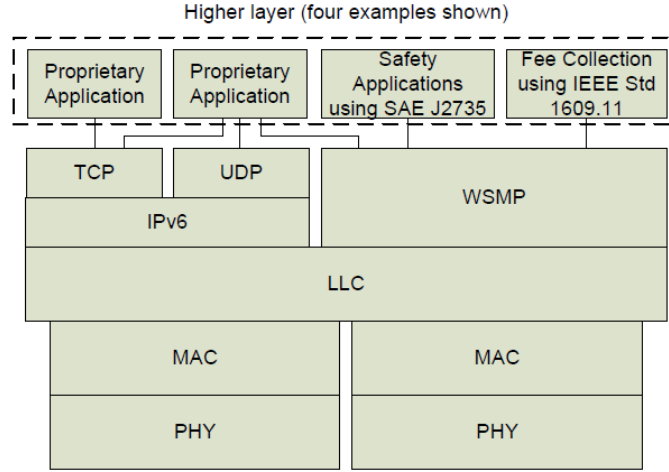 Higher layer (four examples shown)
Proprietary
Application
Proprietary
Application
Safety
Applications
using SAE J2735
Fee Collection
using IEEE Std
1609.11
TCP
UDP
WSMP
IPv6
LLC
MAC
MAC
PHY
PHY